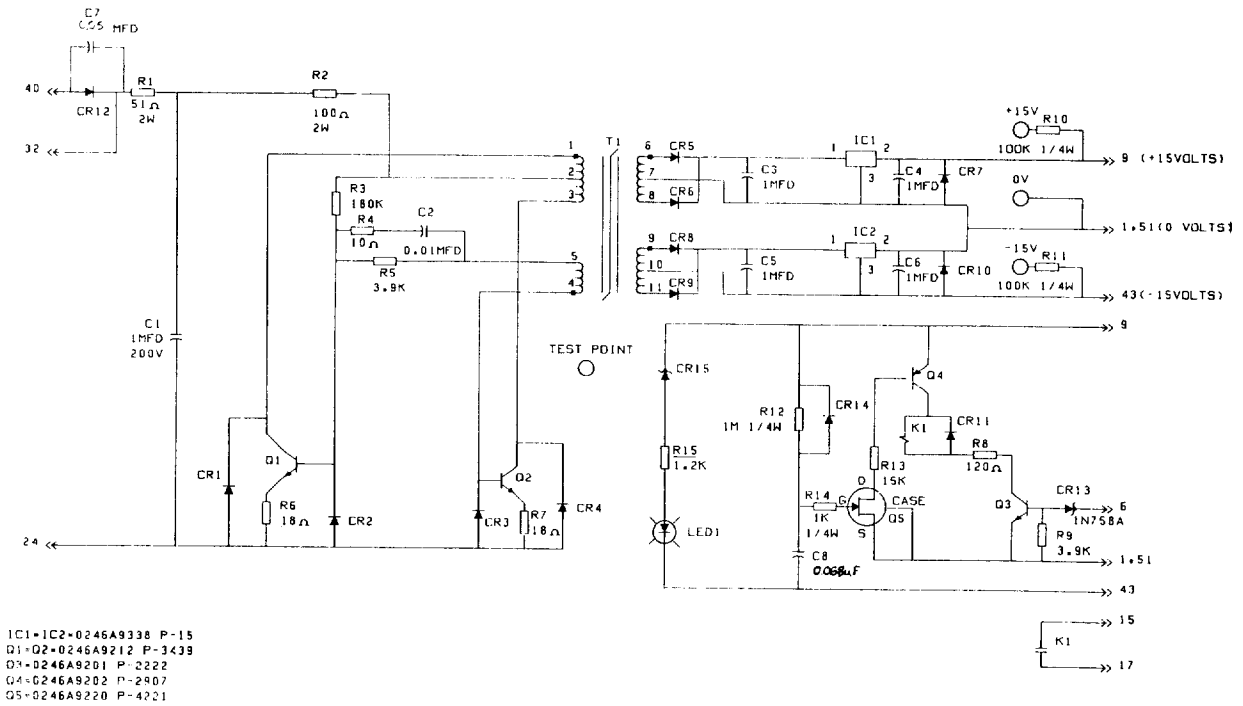 C7
0.05 MFD
40
CR12
R1
51Ω
2W
32
R2
100Ω
2W
R3
180K
R4
10Ω
C2
0.01MFD
R5
3.9K
C1
1MFD
200V
T1
1
2
3
5
4
6
7
8
9
10
11
CR5
CR6
CR8
CR9
C3
1MFD
C5
1MFD
1 IC1 2
3
1 IC2 2
3
C4
1MFD
C6
1MFD
CR7
CR10
+15V
R10
100K 1/4W
0V
-15V
R11
100K 1/4W
9 (+15VOLTS)
1.51(0 VOLTS)
43(-15VOLTS)
9
TEST POINT
CR15
R15
1.2K
LED1
R12
1M 1/4W
CR14
R14
1K
1/4W
C8
0.068uF
R13
15K
D
G
S
CASE
Q5
Q4
K1
CR11
R8
120Ω
Q3
CR13
1N758A
R9
3.9K
6
1.51
43
15
K1
17
CR1
Q1
R6
18Ω
CR2
Q2
CR3
R7
18Ω
CR4
24
IC1=IC2=0246A9338 P-15
Q1=Q2=0246A9212 P-3439
Q3=0246A9201 P-2222
Q4=0246A9202 P-2907
Q5=0246A9220 P-4221